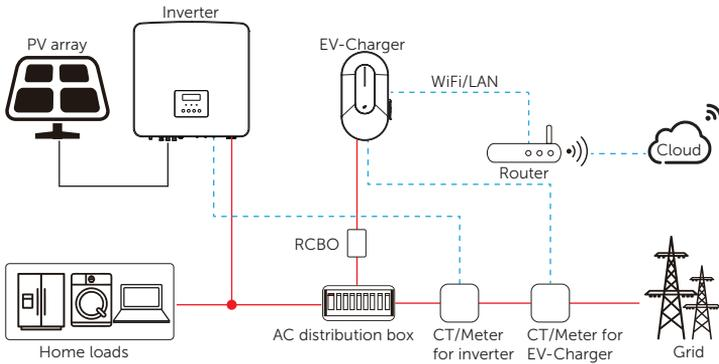 Inverter
PV array
EV-Charger
WiFi/LAN
Cloud
Router
RCBO
AC distribution box
CT/Meter
for inverter
CT/Meter for
EV-Charger
Home loads
Grid